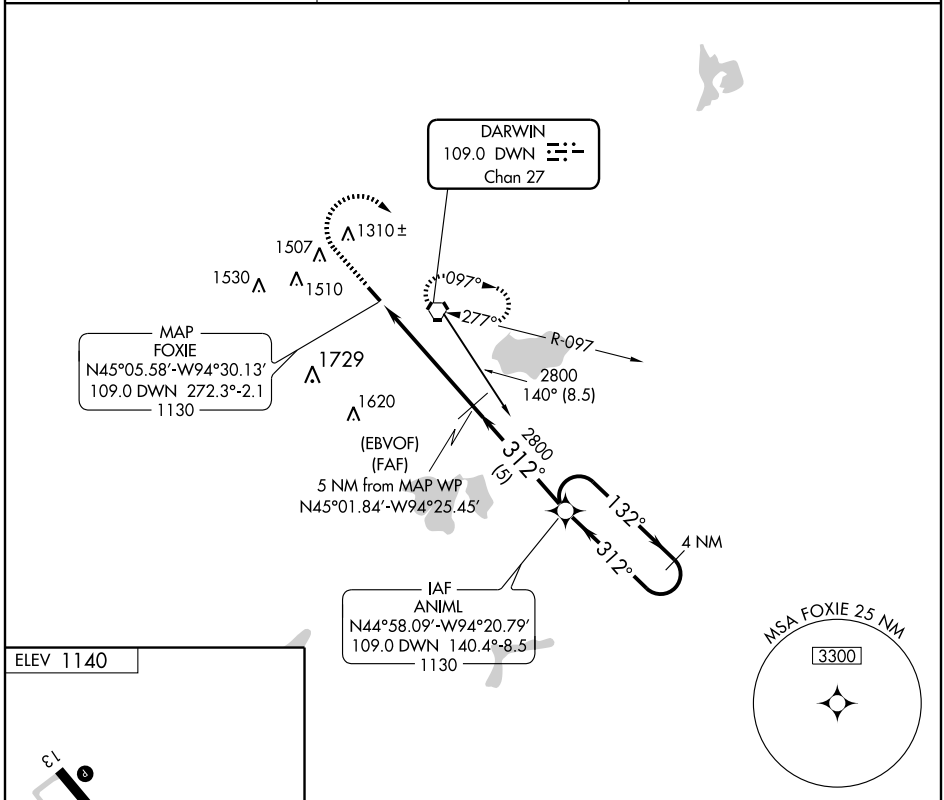 DARWIN
109.0 DWN
Chan 27
1310 ±
1507
1530
1510
097°
277°
R-097
MAP
FOXIE
N45°05.58'-W94°30.13'
109.0 DWN 272.3°-2.1
1130
1729
1620
2800
140° (8.5)
(EBVOF)
(FAF)
5 NM from MAP WP
N45°01.84'-W94°25.45'
2800
312°
(5)
132°
312°
4 NM
IAF
ANIML
N44°58.09'-W94°20.79'
109.0 DWN 140.4°-8.5
1130
MSA FOXIE 25 NM
3300
ELEV 1140
13
P